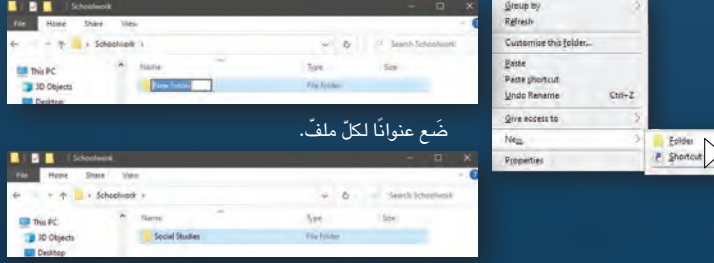 Schoolwork
File Home Share View
Schoolwork
Search Schoolwork
This PC
3D Objects
Desktop
Name Type Size
New folder File folder
ضَع عنوانًا لكلّ ملفّ.
Schoolwork
File Home Share View
Schoolwork
Search Schoolwork
This PC
3D Objects
Desktop
Name Type Size
Social Studies File folder
Group by
Refresh
Customise this folder...
Paste
Paste shortcut
Undo Rename Ctrl+Z
Give access to
New
Properties
Folder
Shortcut